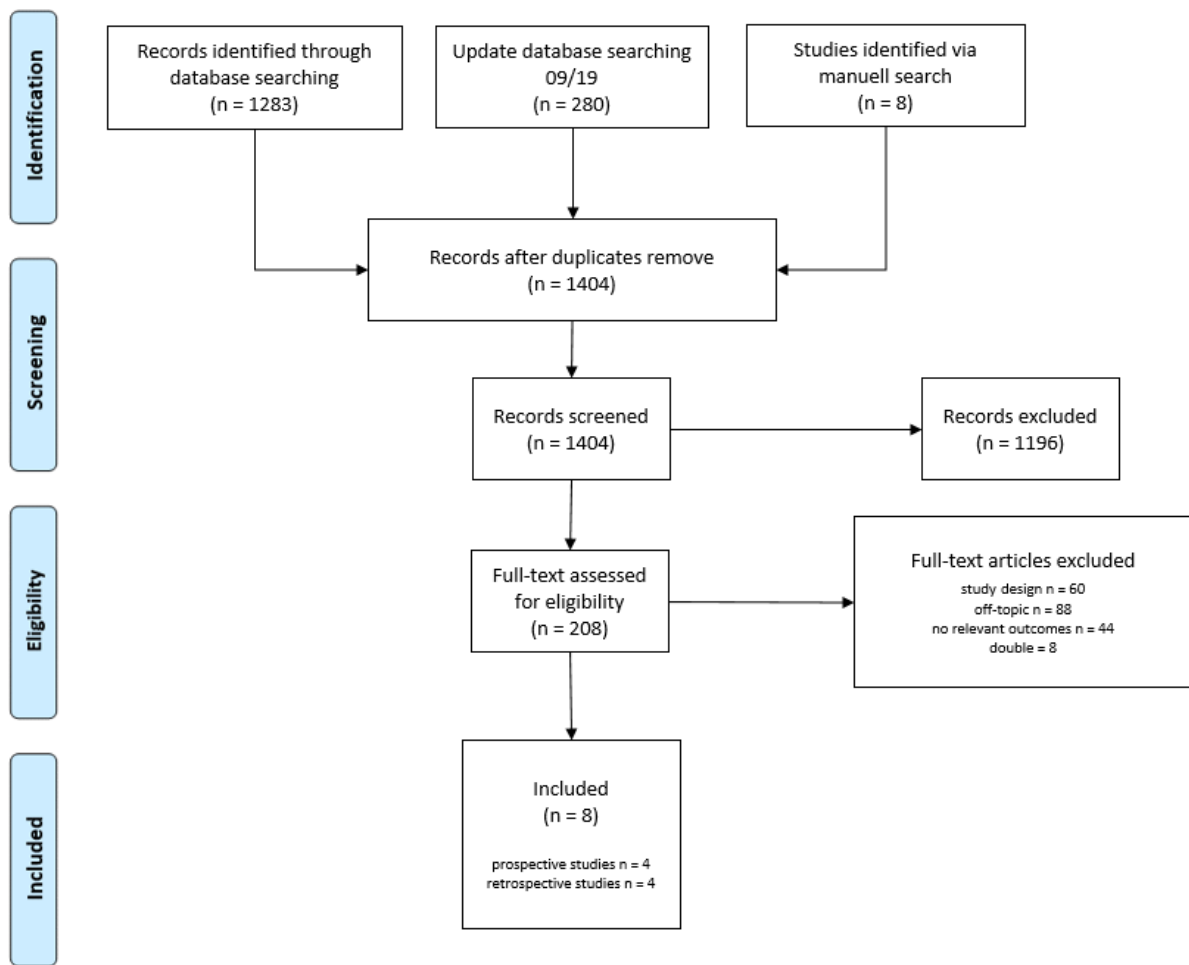 Identification
Records identified through
database searching
(n = 1283)
Update database searching
09/19
(n = 280)
Studies identified via
manuell search
(n = 8)
Records after duplicates remove
(n = 1404)
Screening
Records screened
(n = 1404)
Records excluded
(n = 1196)
Eligibility
Full-text assessed
for eligibility
(n = 208)
Full-text articles excluded
study design n = 60
off-topic n = 88
no relevant outcomes n = 44
double = 8
Included
Included
(n = 8)
prospective studies n = 4
retrospective studies n = 4